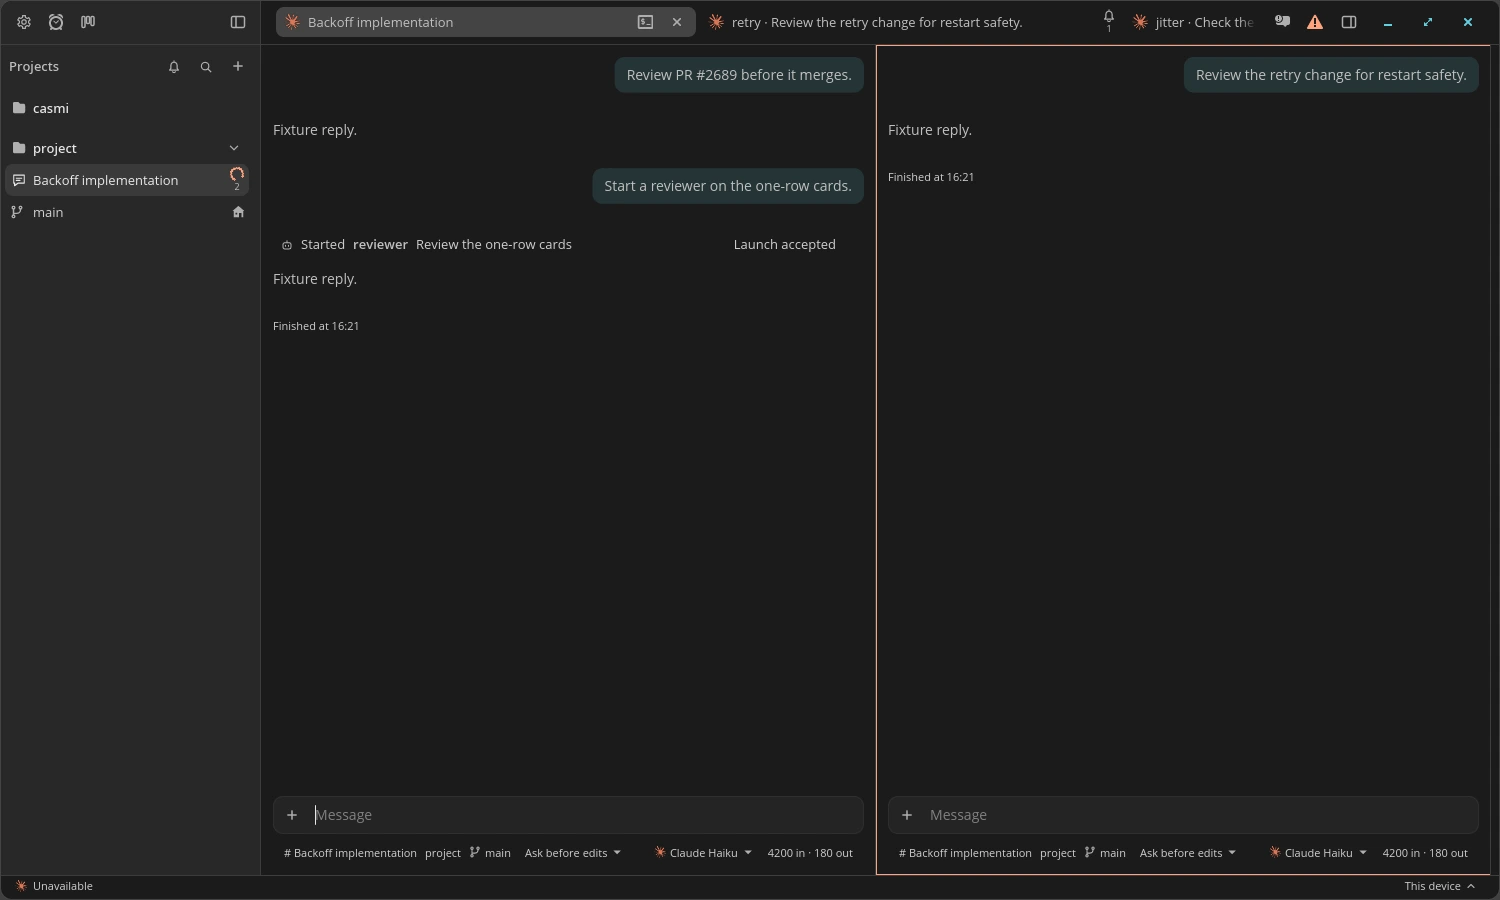 Backoff implementation
retry · Review the retry change for restart safety.
1
jitter · Check the
Projects
casmi
project
Backoff implementation
2
main
Review PR #2689 before it merges.
Fixture reply.
Start a reviewer on the one-row cards.
Started reviewer Review the one-row cards Launch accepted
Fixture reply.
Finished at 16:21
Message
# Backoff implementation project main Ask before edits Claude Haiku 4200 in · 180 out
Review the retry change for restart safety.
Fixture reply.
Finished at 16:21
Message
# Backoff implementation project main Ask before edits Claude Haiku 4200 in · 180 out
Unavailable
This device